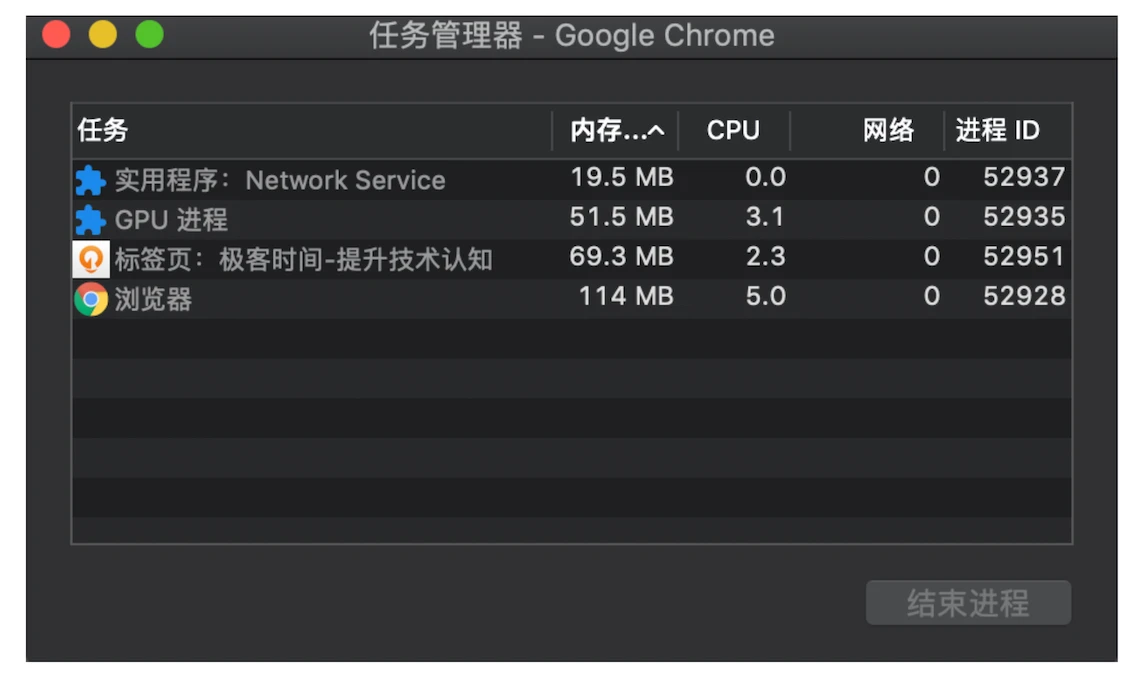 任务管理器 - Google Chrome
任务 内存...^ CPU 网络 进程 ID
实用程序：Network Service 19.5 MB 0.0 0 52937
GPU 进程 51.5 MB 3.1 0 52935
标签页：极客时间-提升技术认知 69.3 MB 2.3 0 52951
浏览器 114 MB 5.0 0 52928
结束进程